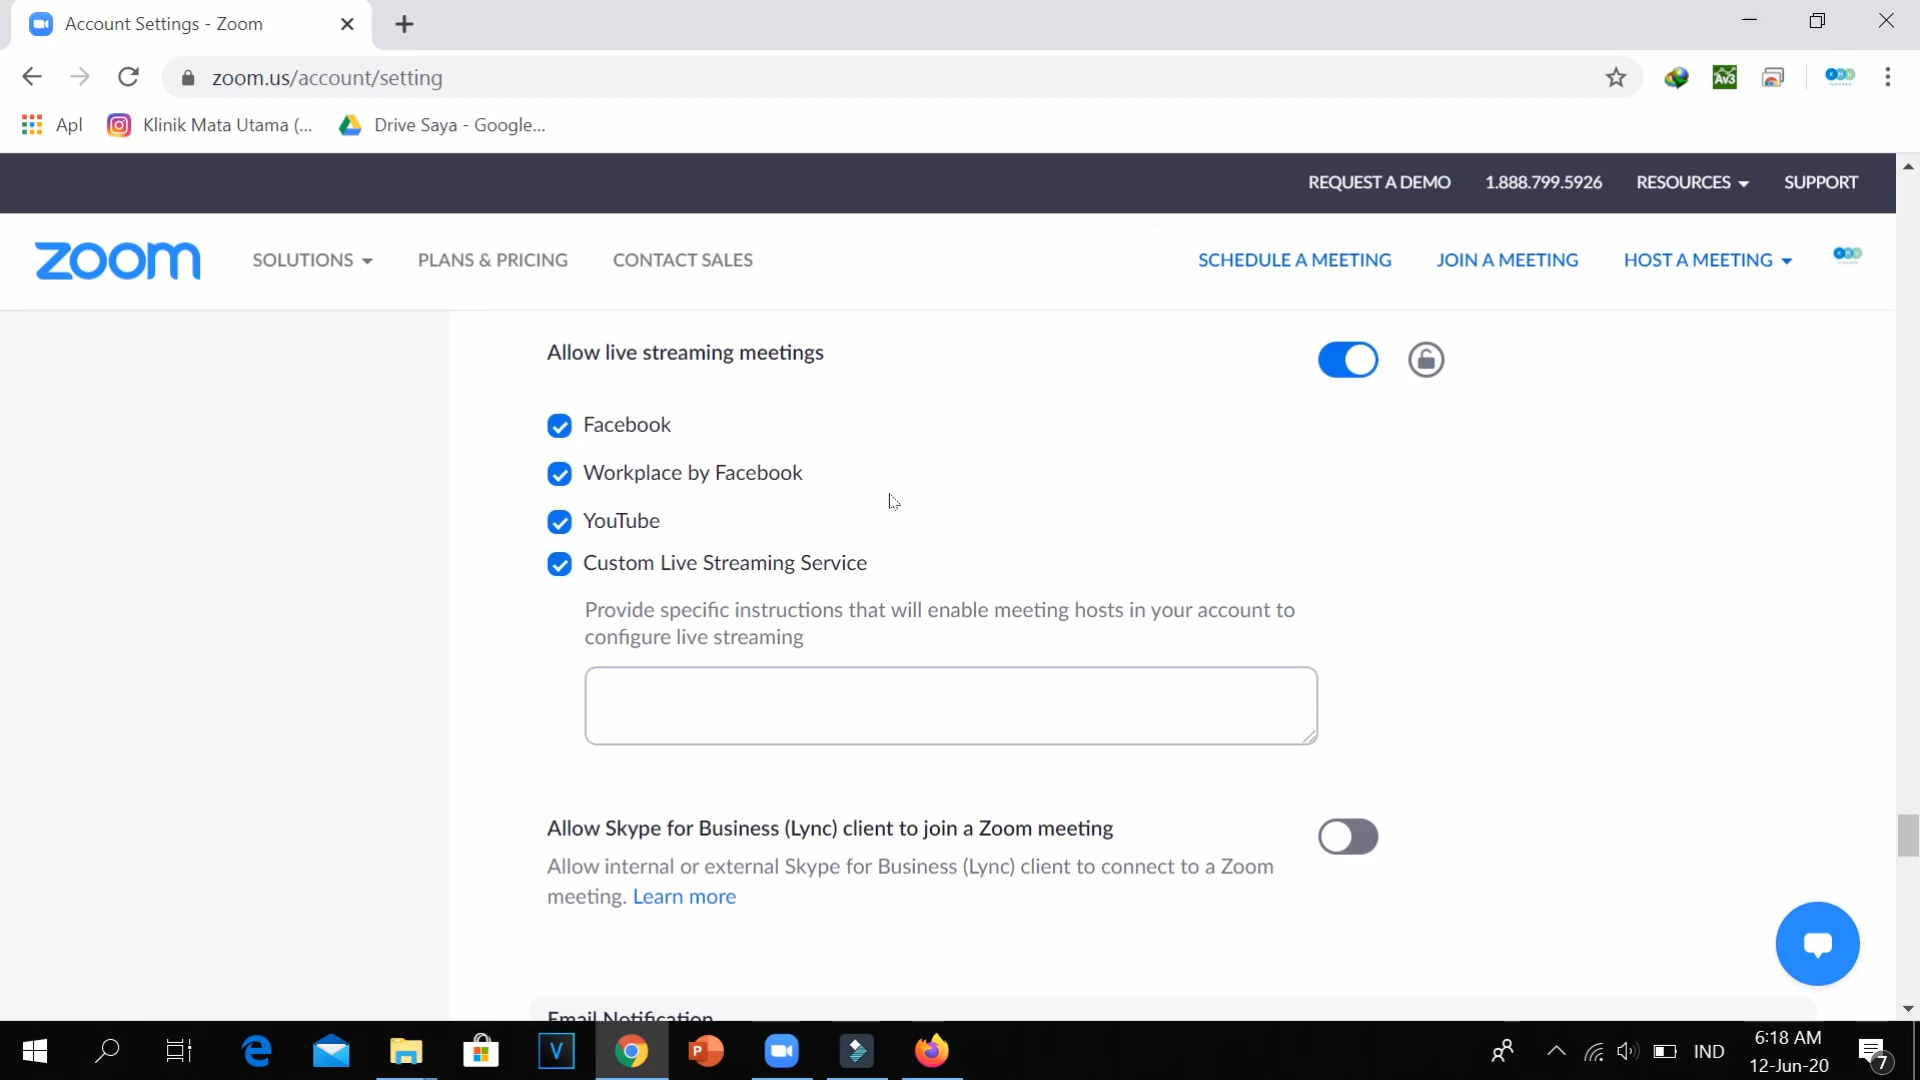 Account Settings - Zoom
zoom.us/account/setting
AV3
Apl
Klinik Mata Utama (...
Drive Saya - Google...
REQUEST A DEMO
1.888.799.5926
RESOURCES
SUPPORT
zoom
SOLUTIONS
PLANS & PRICING
CONTACT SALES
SCHEDULE A MEETING
JOIN A MEETING
HOST A MEETING
Allow live streaming meetings
Facebook
Workplace by Facebook
YouTube
Custom Live Streaming Service
Provide specific instructions that will enable meeting hosts in your account to
configure live streaming
Allow Skype for Business (Lync) client to join a Zoom meeting
Allow internal or external Skype for Business (Lync) client to connect to a Zoom
meeting. Learn more
Email Notification
V
P
IND
6:18 AM
12-Jun-20
7